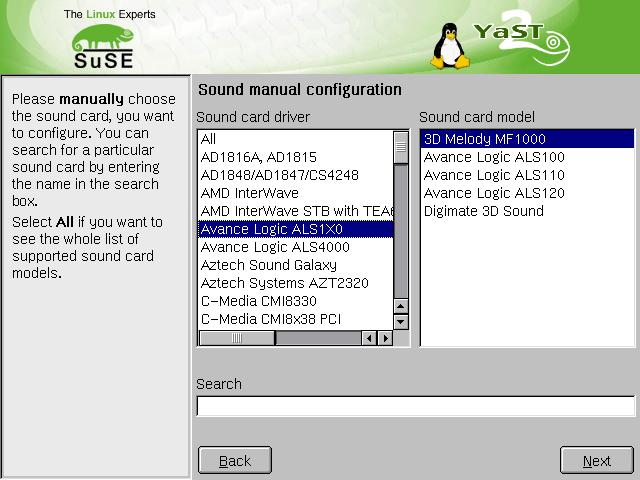 The Linux Experts
SuSE
YaST
2
Please manually choose
the sound card, you want
to configure. You can
search for a particular
sound card by entering
the name in the search
box.
Select All if you want to
see the whole list of
supported sound card
models.
Sound manual configuration
Sound card driver
All
AD1816A, AD1815
AD1848/AD1847/CS4248
AMD InterWave
AMD InterWave STB with TEA6
Avance Logic ALS1X0
Avance Logic ALS4000
Aztech Sound Galaxy
Aztech Systems AZT2320
C-Media CMI8330
C-Media CMI8x38 PCI
Sound card model
3D Melody MF1000
Avance Logic ALS100
Avance Logic ALS110
Avance Logic ALS120
Digimate 3D Sound
Search
Back
Next